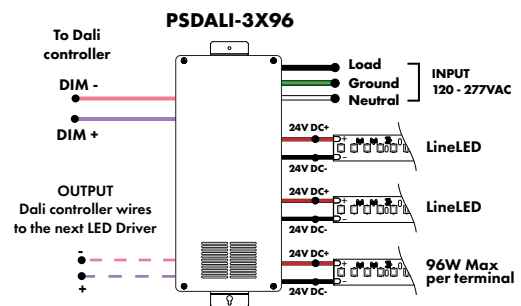 PSDALI-3X96
To Dali
controller
DIM -
DIM +
Load
Ground
Neutral
INPUT
120 - 277VAC
24V DC+
+
-
24V DC-
LineLED
24V DC+
+
-
24V DC-
LineLED
24V DC+
+
-
24V DC-
96W Max
per terminal
OUTPUT
Dali controller wires
to the next LED Driver
-
+